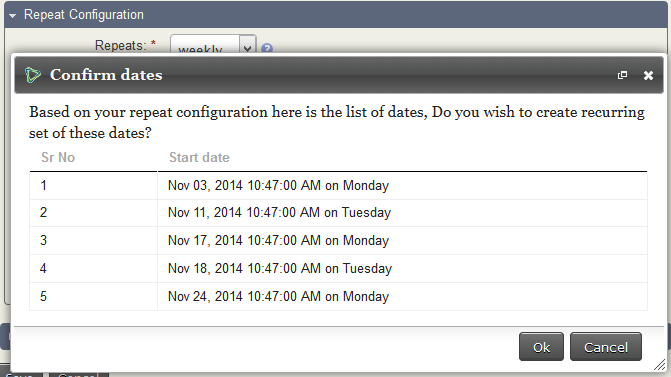 Repeat Configuration
Repeats: * weekly
Confirm dates
Based on your repeat configuration here is the list of dates, Do you wish to create recurring
set of these dates?
Sr No Start date
1 Nov 03, 2014 10:47:00 AM on Monday
2 Nov 11, 2014 10:47:00 AM on Tuesday
3 Nov 17, 2014 10:47:00 AM on Monday
4 Nov 18, 2014 10:47:00 AM on Tuesday
5 Nov 24, 2014 10:47:00 AM on Monday
Ok Cancel